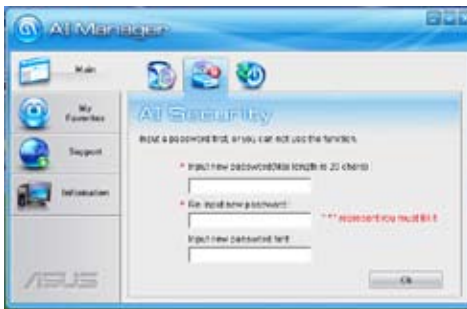 AI Manager
Main
My Favorites
Support
Information
AI Security
Input a password first, or you can not use the function.
* Input new password(Max length is 20 chars)
* Re-input new password:
"*" represent you must fill it
Input new password hint
Ok
ASUS